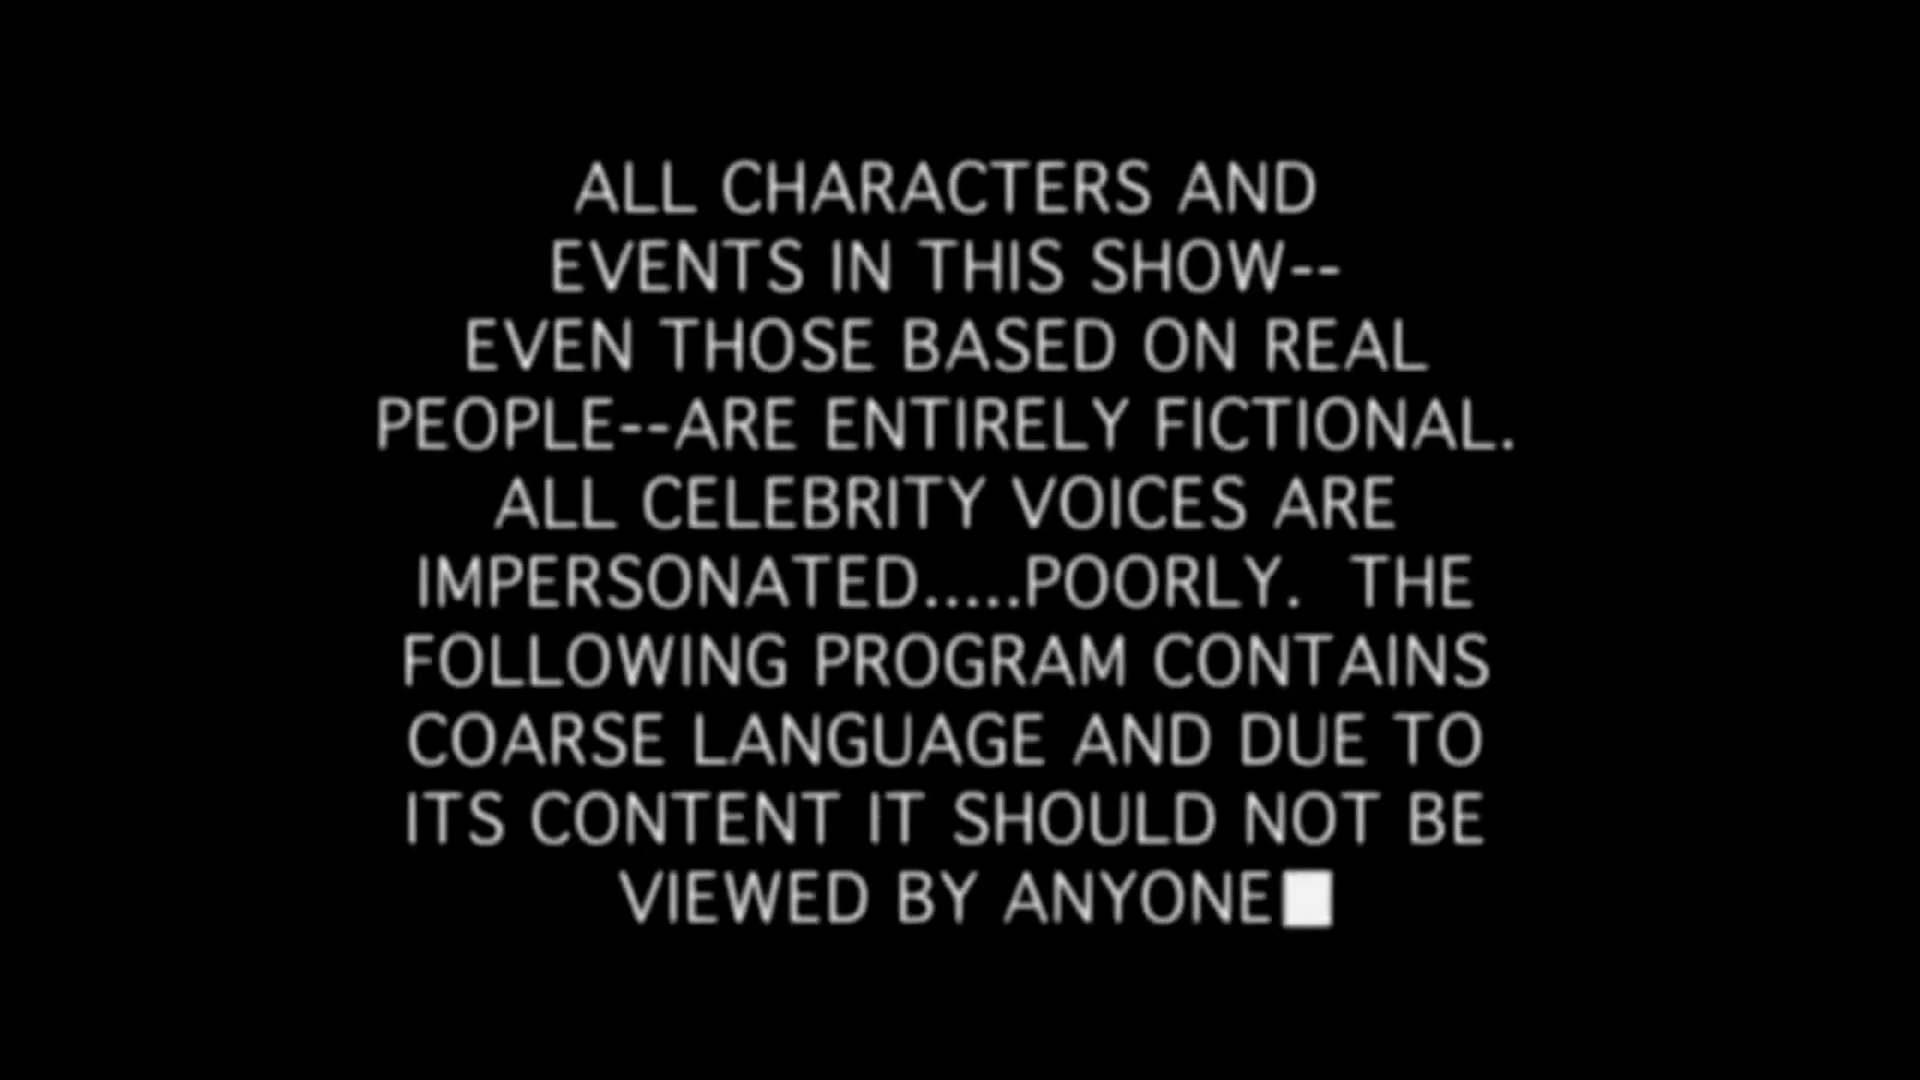 ALL CHARACTERS AND
EVENTS IN THIS SHOW--
EVEN THOSE BASED ON REAL
PEOPLE--ARE ENTIRELY FICTIONAL.
ALL CELEBRITY VOICES ARE
IMPERSONATED.....POORLY.  THE
FOLLOWING PROGRAM CONTAINS
COARSE LANGUAGE AND DUE TO
ITS CONTENT IT SHOULD NOT BE
VIEWED BY ANYONE■